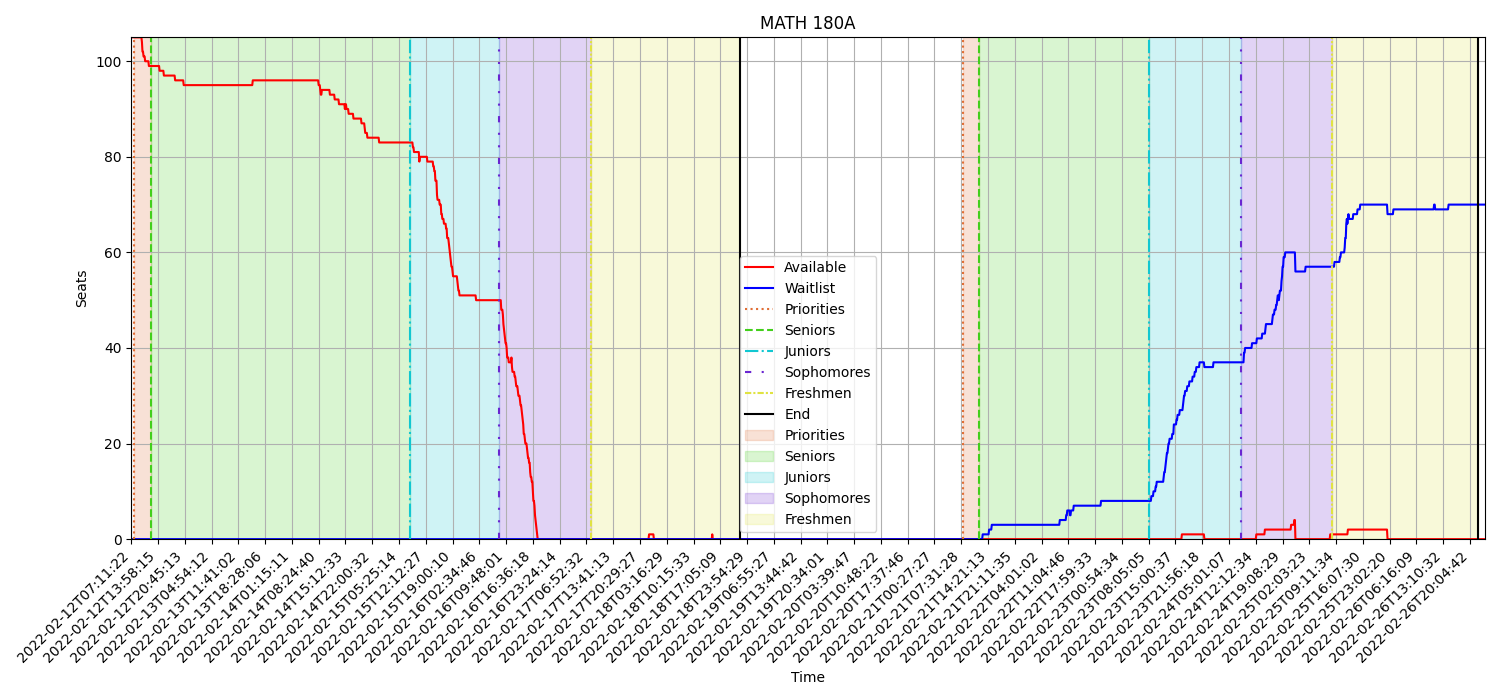 MATH 180A
Seats
100
80
60
40
20
0
Available
Waitlist
Priorities
Seniors
Juniors
Sophomores
Freshmen
End
Priorities
Seniors
Juniors
Sophomores
Freshmen
2022-02-12T07:11:22
2022-02-12T13:58:15
2022-02-12T20:45:13
2022-02-13T04:54:12
2022-02-13T11:41:02
2022-02-13T18:28:06
2022-02-14T01:15:11
2022-02-14T08:24:40
2022-02-14T15:12:33
2022-02-14T22:00:32
2022-02-15T05:25:14
2022-02-15T12:12:27
2022-02-15T19:00:10
2022-02-16T02:34:46
2022-02-16T09:48:01
2022-02-16T16:36:18
2022-02-16T23:24:14
2022-02-17T06:52:32
2022-02-17T13:41:13
2022-02-17T20:29:27
2022-02-18T03:16:29
2022-02-18T10:15:33
2022-02-18T17:05:09
2022-02-18T23:54:29
2022-02-19T06:55:27
2022-02-19T13:44:42
2022-02-19T20:34:01
2022-02-20T03:39:47
2022-02-20T10:48:22
2022-02-20T17:37:46
2022-02-21T00:27:27
2022-02-21T07:31:28
2022-02-21T14:21:13
2022-02-21T21:11:35
2022-02-22T04:01:02
2022-02-22T11:04:46
2022-02-22T17:59:33
2022-02-23T00:54:34
2022-02-23T08:05:05
2022-02-23T15:00:37
2022-02-23T21:56:18
2022-02-24T05:01:07
2022-02-24T12:12:34
2022-02-24T19:08:29
2022-02-25T02:03:23
2022-02-25T09:11:34
2022-02-25T16:07:30
2022-02-25T23:02:20
2022-02-26T06:16:09
2022-02-26T13:10:32
2022-02-26T20:04:42
Time